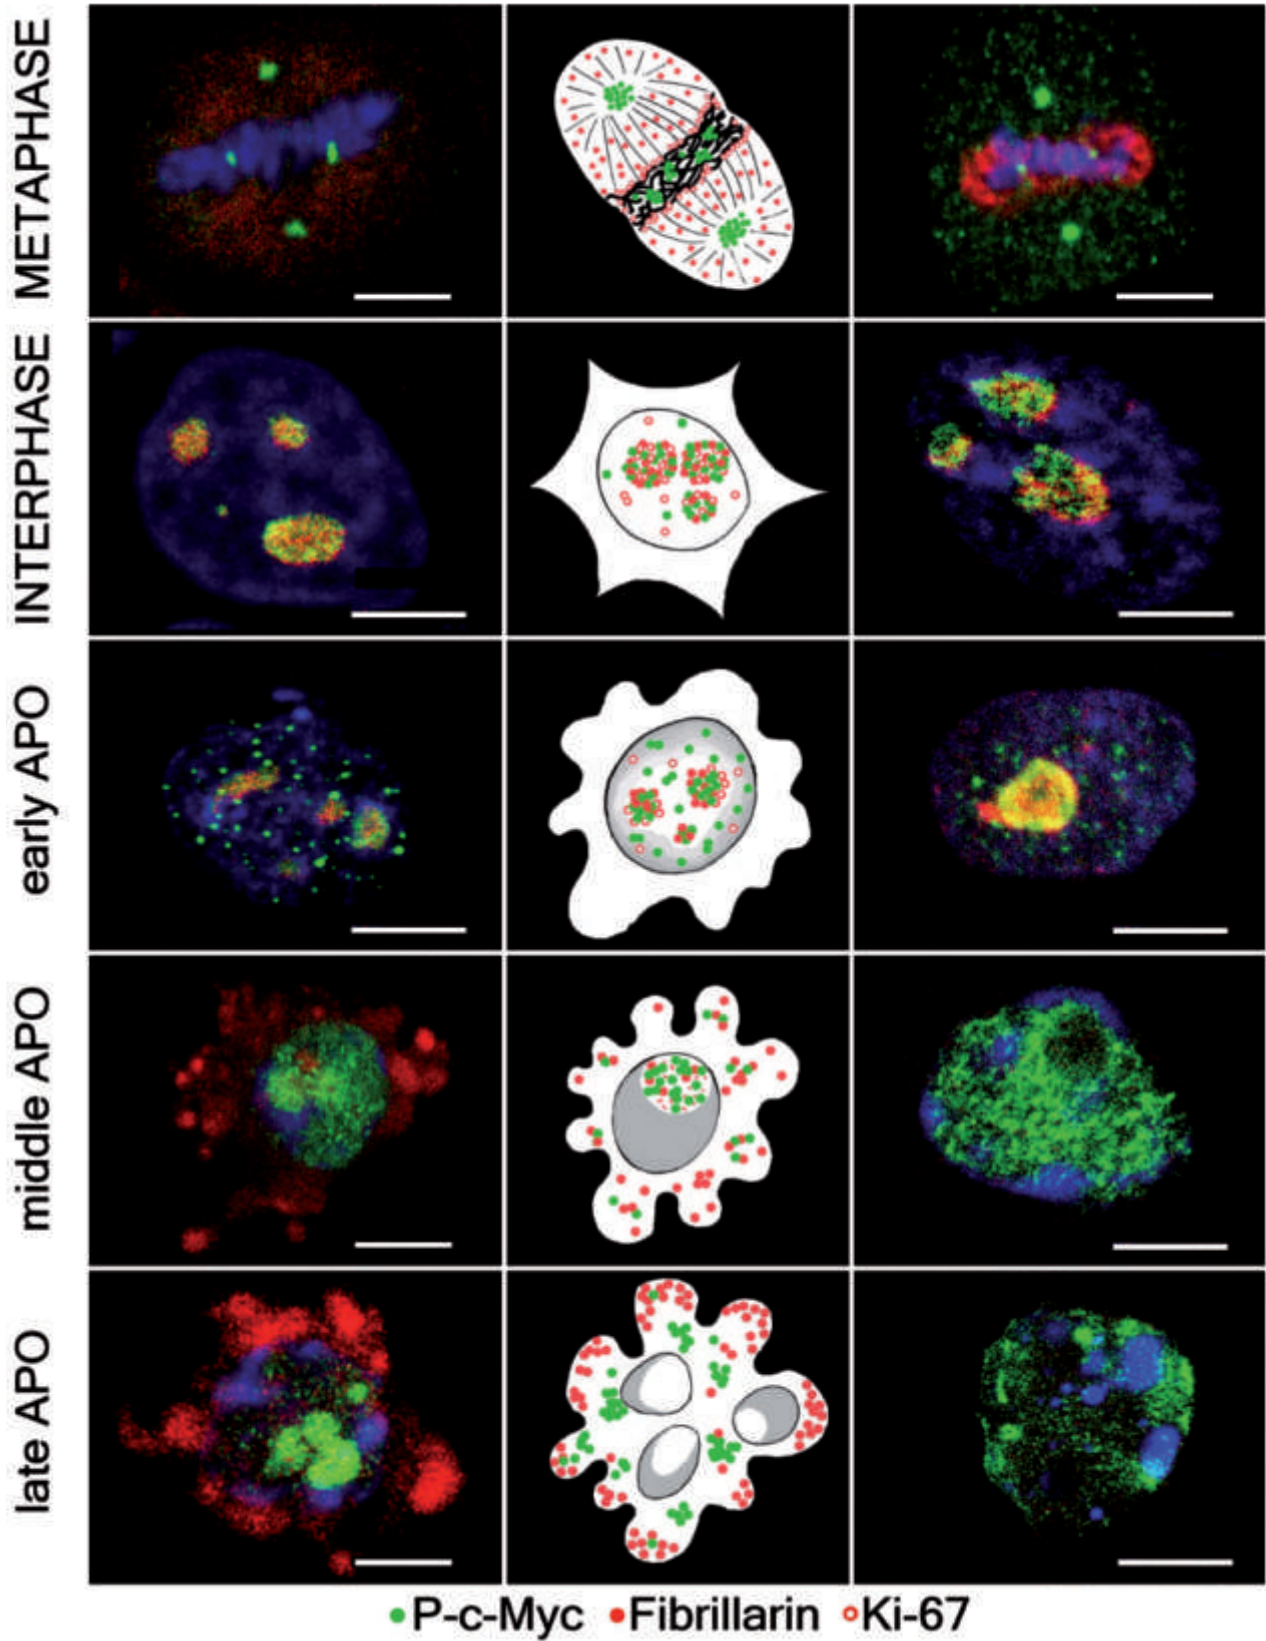 METAPHASE
INTERPHASE
early APO
middle APO
late APO
P-c-Myc Fibrillarin Ki-67